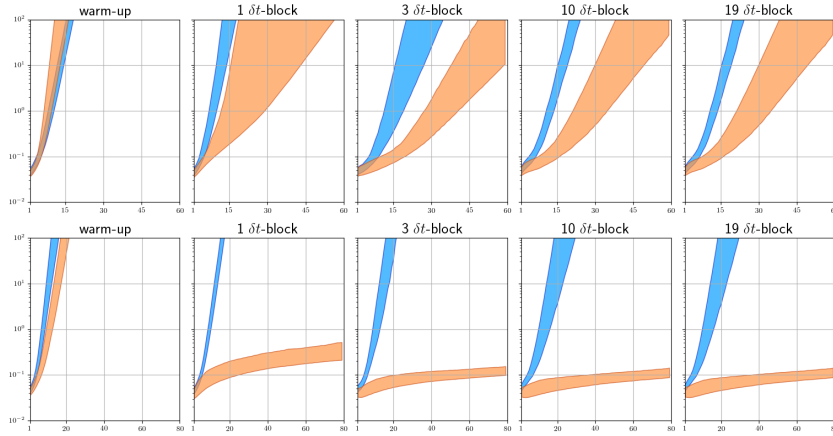 warm-up
1 δt-block
3 δt-block
10 δt-block
19 δt-block
10²
10¹
10⁰
10⁻¹
10⁻²
1 15 30 45 60
1 15 30 45 60
1 15 30 45 60
1 15 30 45 60
1 15 30 45 60
warm-up
1 δt-block
3 δt-block
10 δt-block
19 δt-block
10²
10¹
10⁰
10⁻¹
10⁻²
1 20 40 60 80
1 20 40 60 80
1 20 40 60 80
1 20 40 60 80
1 20 40 60 80